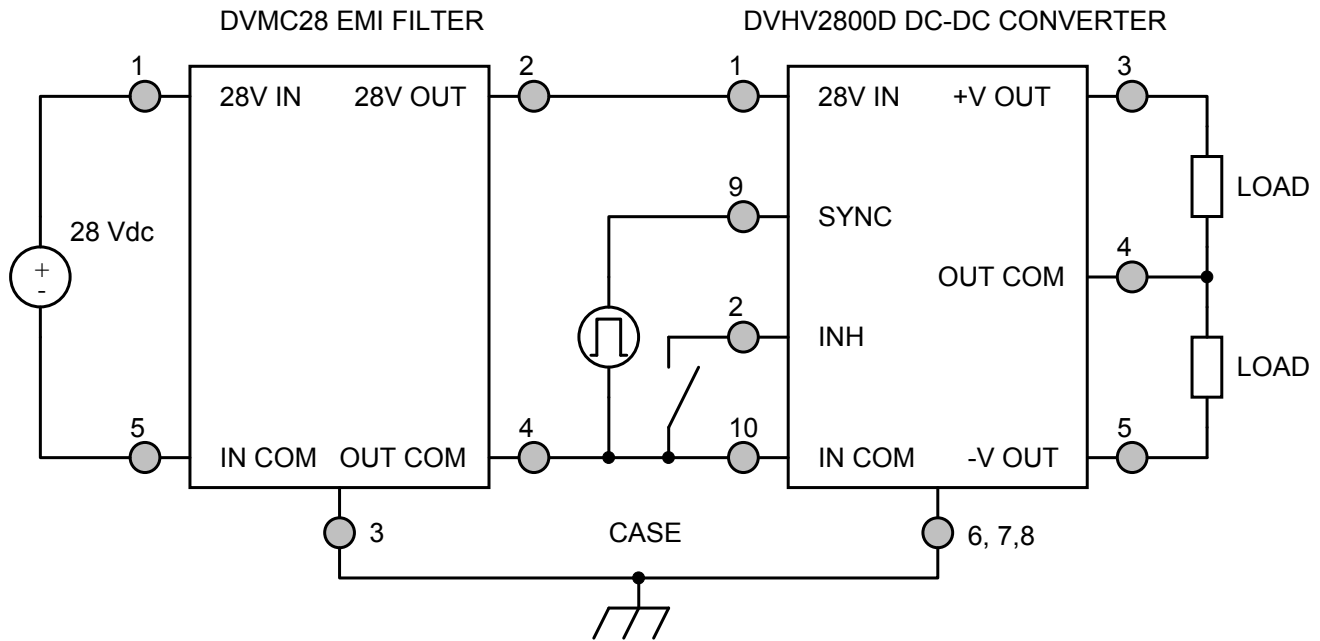 DVMC28 EMI FILTER DVHV2800D DC-DC CONVERTER
1 2 1 3
28V IN 28V OUT 28V IN +V OUT
9 LOAD
28 Vdc SYNC
4
+
-
OUT COM
2
INH
LOAD
5 4 10 5
IN COM OUT COM IN COM -V OUT
3 CASE 6, 7,8